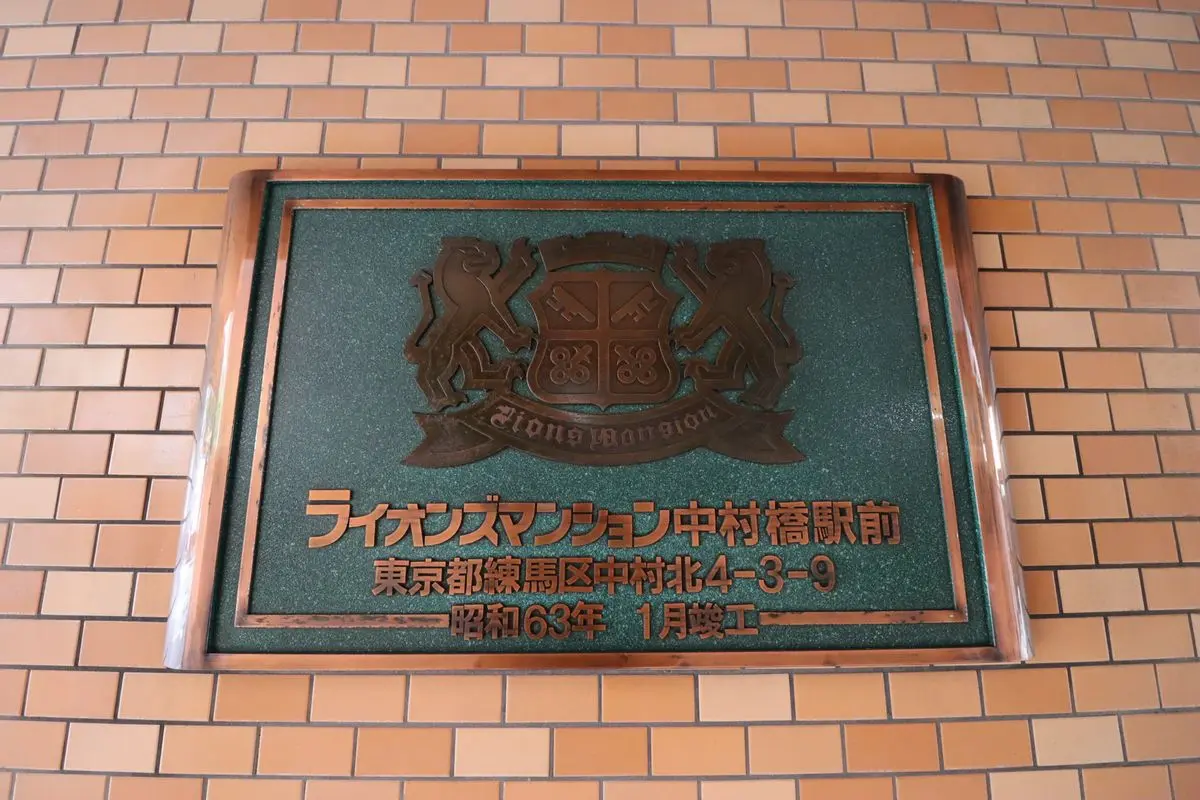 Lions Mansion
ライオンズマンション中村橋駅前
東京都練馬区中村北4-3-9
昭和63年 1月竣工